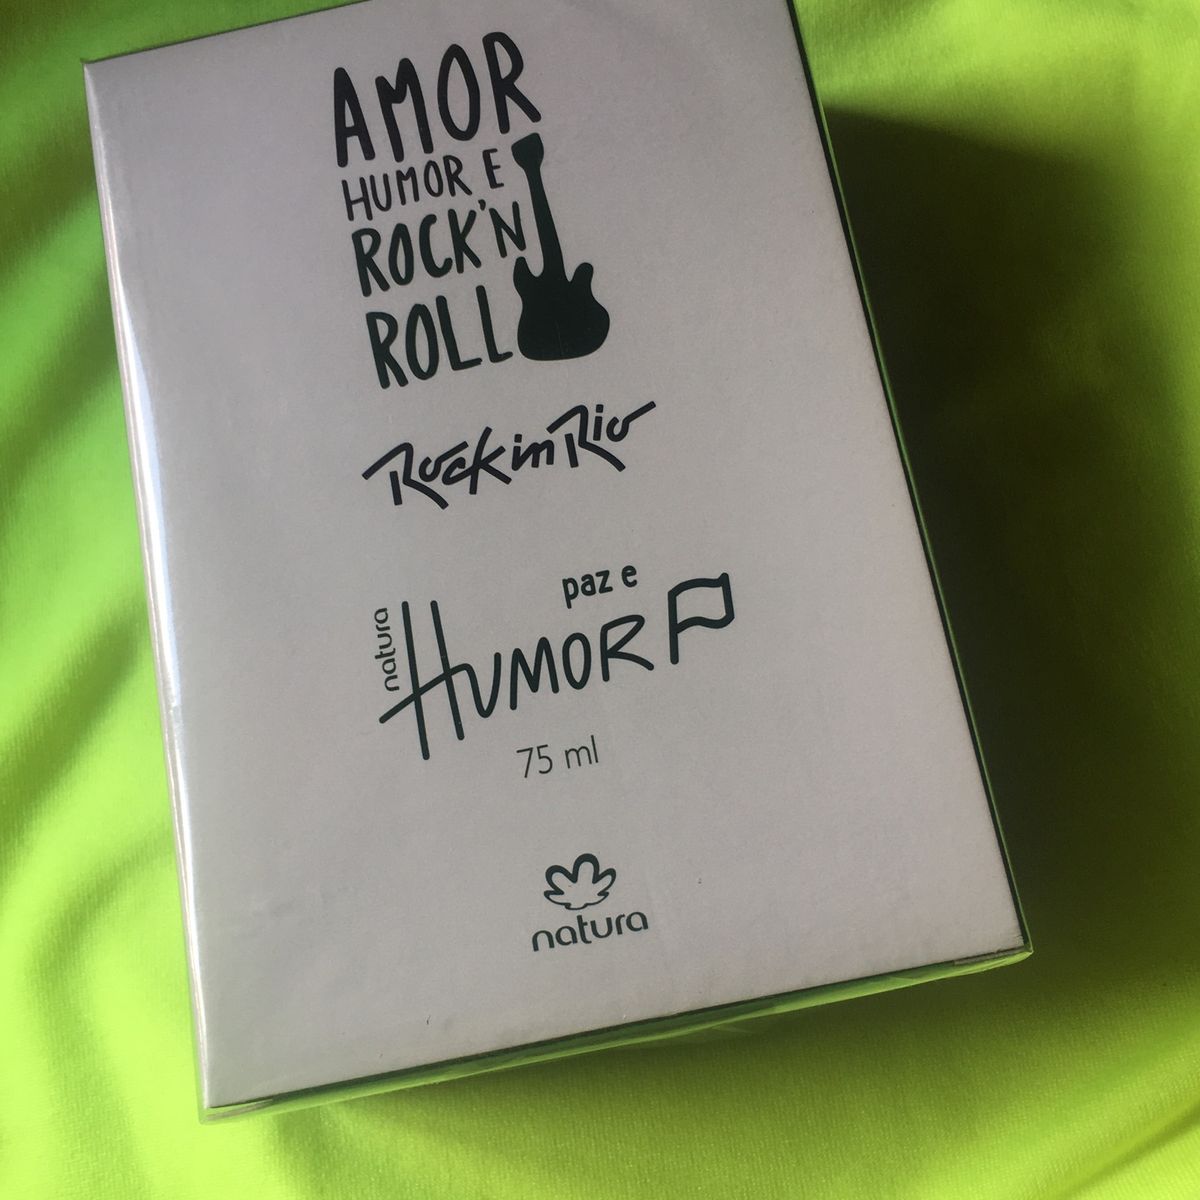 AMOR
HUMOR E
ROCK'N
ROLL
Rock in Rio
paz e
natura HUMOR
75 ml
natura